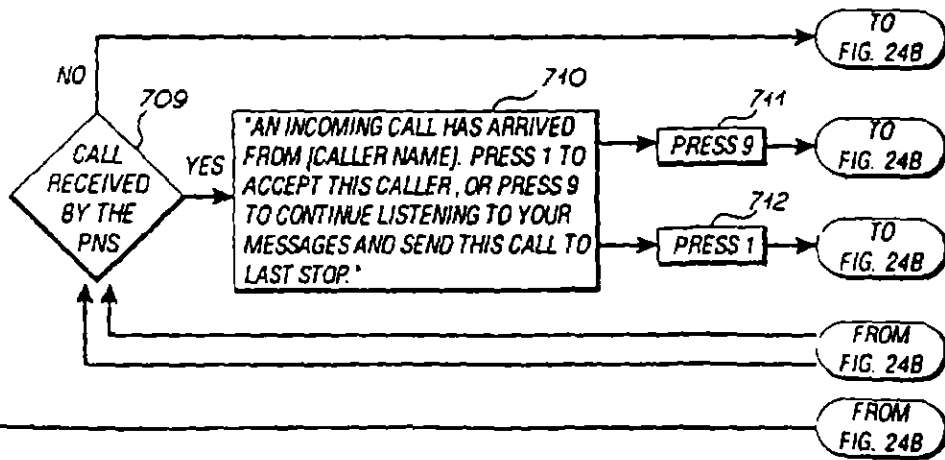 TO
FIG. 24B
NO
709
CALL
RECEIVED
BY THE
PNS
YES
710
"AN INCOMING CALL HAS ARRIVED
FROM [CALLER NAME]. PRESS 1 TO
ACCEPT THIS CALLER, OR PRESS 9
TO CONTINUE LISTENING TO YOUR
MESSAGES AND SEND THIS CALL TO
LAST STOP."
711
PRESS 9
TO
FIG. 24B
712
PRESS 1
TO
FIG. 24B
FROM
FIG. 24B
FROM
FIG. 24B